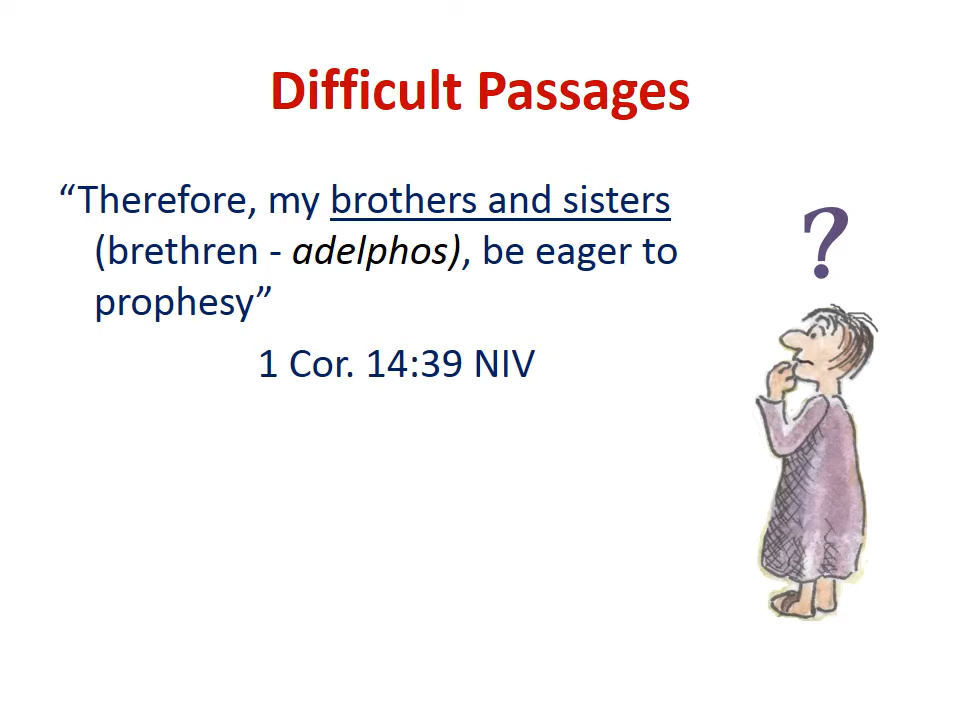 Difficult Passages
“Therefore, my brothers and sisters
(brethren - adelphos), be eager to
prophesy”
1 Cor. 14:39 NIV
?